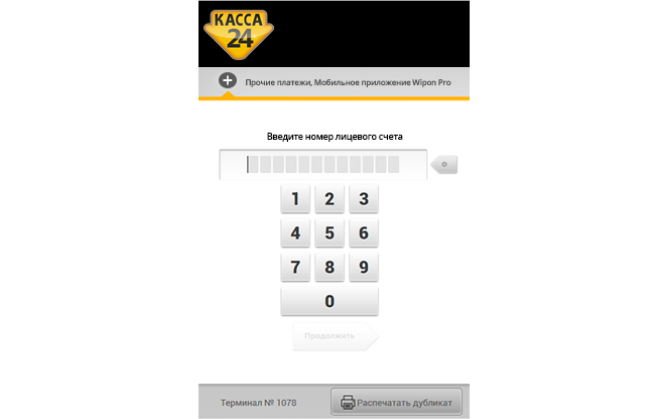 КАССА
24
Прочие платежи, Мобильное приложение Wipon Pro
Введите номер лицевого счета
1 2 3
4 5 6
7 8 9
0
Продолжить
Терминал № 1078 Распечатать дубликат